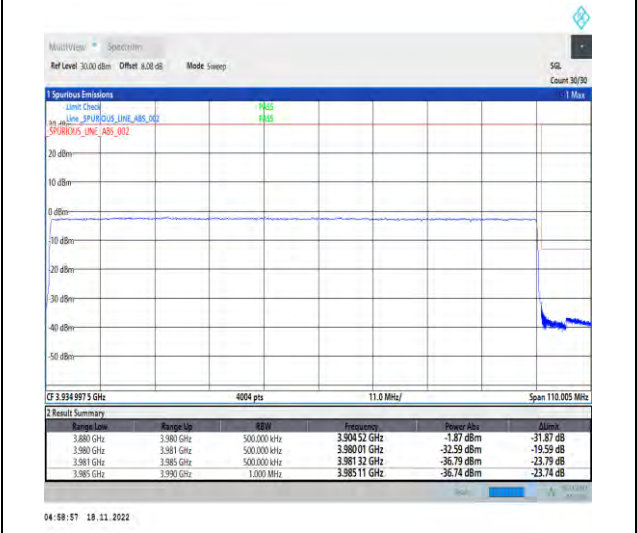 MultiView Spectrum
Ref Level 30.00 dBm Offset 8.08 dB Mode Sweep SGL
Count 30/30
1 Spurious Emissions 1 Max
Limit Check PASS
Line _SPURIOUS_LINE_ABS_002 PASS
_SPURIOUS_LINE_ABS_002
20 dBm
10 dBm
0 dBm
-10 dBm
-20 dBm
-30 dBm
-40 dBm
-50 dBm
CF 3.934 997 5 GHz 4004 pts 11.0 MHz/ Span 110.005 MHz
2 Result Summary
Range Low Range Up RBW Frequency Power Abs ΔLimit
3.880 GHz 3.980 GHz 500.000 kHz 3.904 52 GHz -1.87 dBm -31.87 dB
3.980 GHz 3.981 GHz 500.000 kHz 3.980 01 GHz -32.59 dBm -19.59 dB
3.981 GHz 3.985 GHz 500.000 kHz 3.981 32 GHz -36.79 dBm -23.79 dB
3.985 GHz 3.990 GHz 1.000 MHz 3.985 11 GHz -36.74 dBm -23.74 dB
04:58:57 18.11.2022